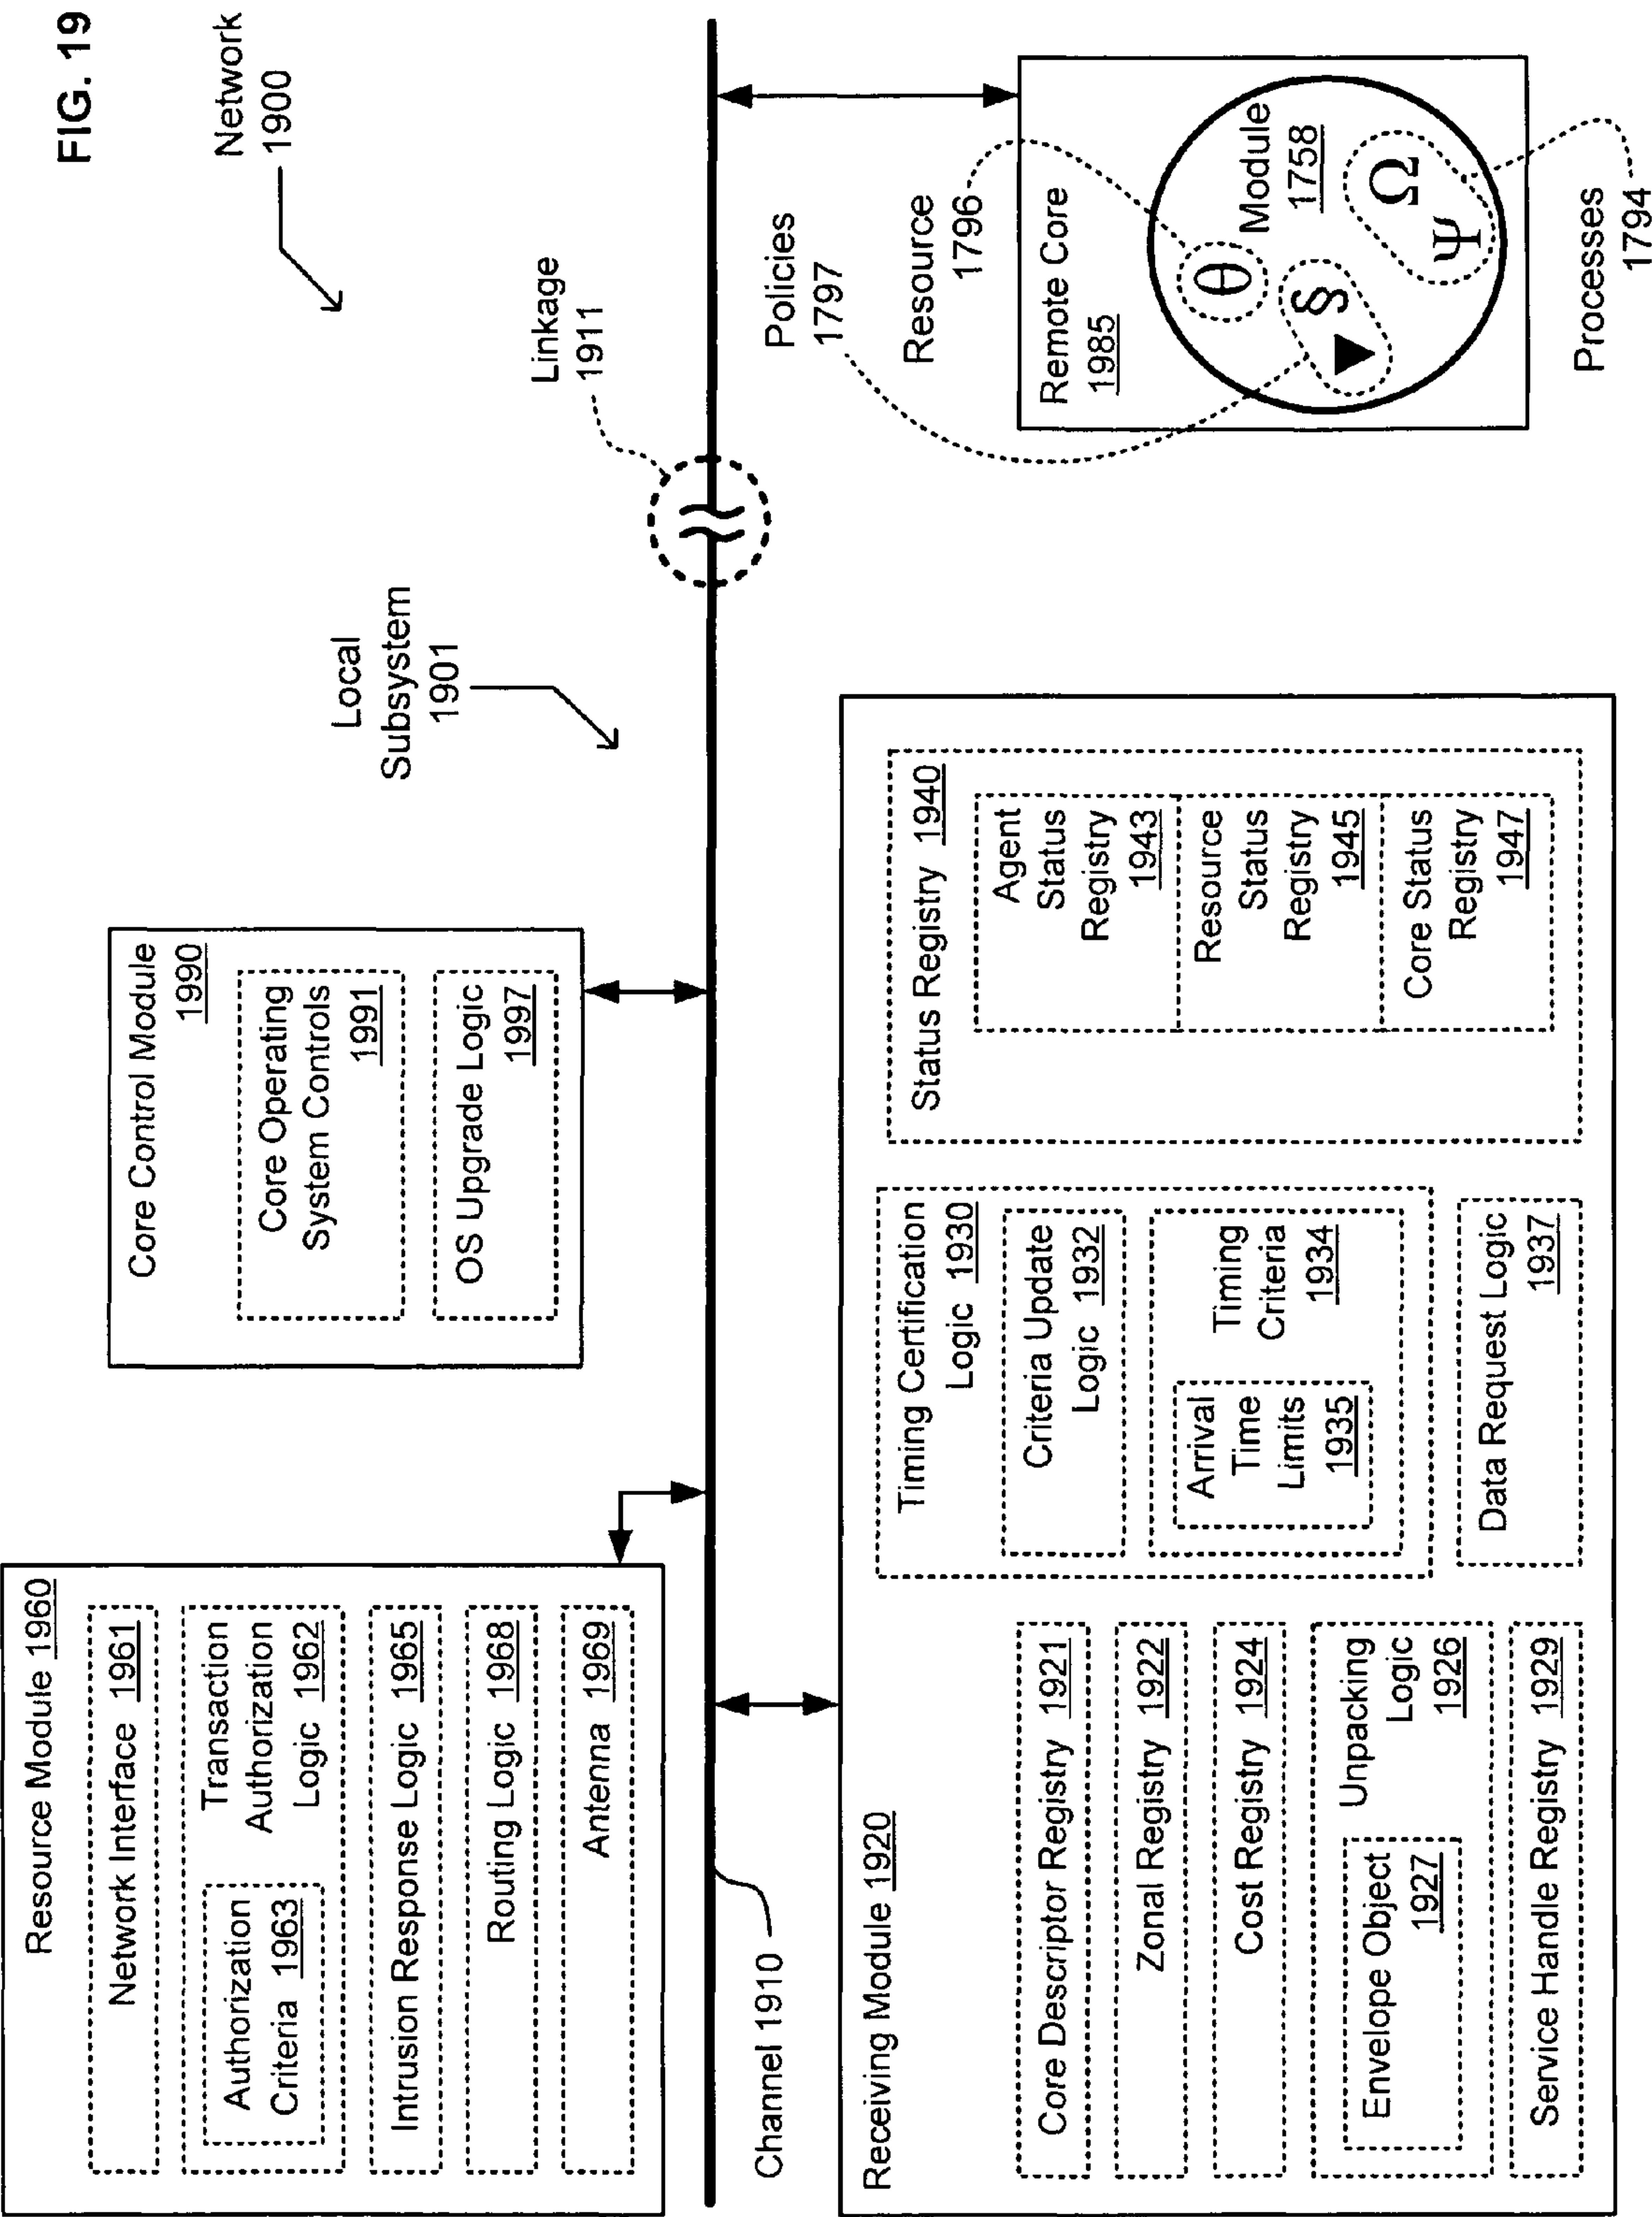 FIG. 19
Network
1900
Resource Module 1960
Network Interface 1961
Transaction
Authorization
Logic 1962
Authorization
Criteria 1963
Intrusion Response Logic 1965
Routing Logic 1968
Antenna 1969
Core Control Module
1990
Core Operating
System Controls
1991
OS Upgrade Logic
1997
Local
Subsystem
1901
Linkage
1911
Channel 1910
Receiving Module 1920
Core Descriptor Registry 1921
Zonal Registry 1922
Cost Registry 1924
Unpacking
Logic
1926
Envelope Object
1927
Service Handle Registry 1929
Timing Certification
Logic 1930
Criteria Update
Logic 1932
Timing
Criteria
1934
Arrival
Time
Limits
1935
Data Request Logic
1937
Status Registry 1940
Agent
Status
Registry
1943
Resource
Status
Registry
1945
Core Status
Registry
1947
Policies
1797
Resource
1796
Remote Core
1985
Module
1758
θ
§
Ψ Ω
Processes
1794